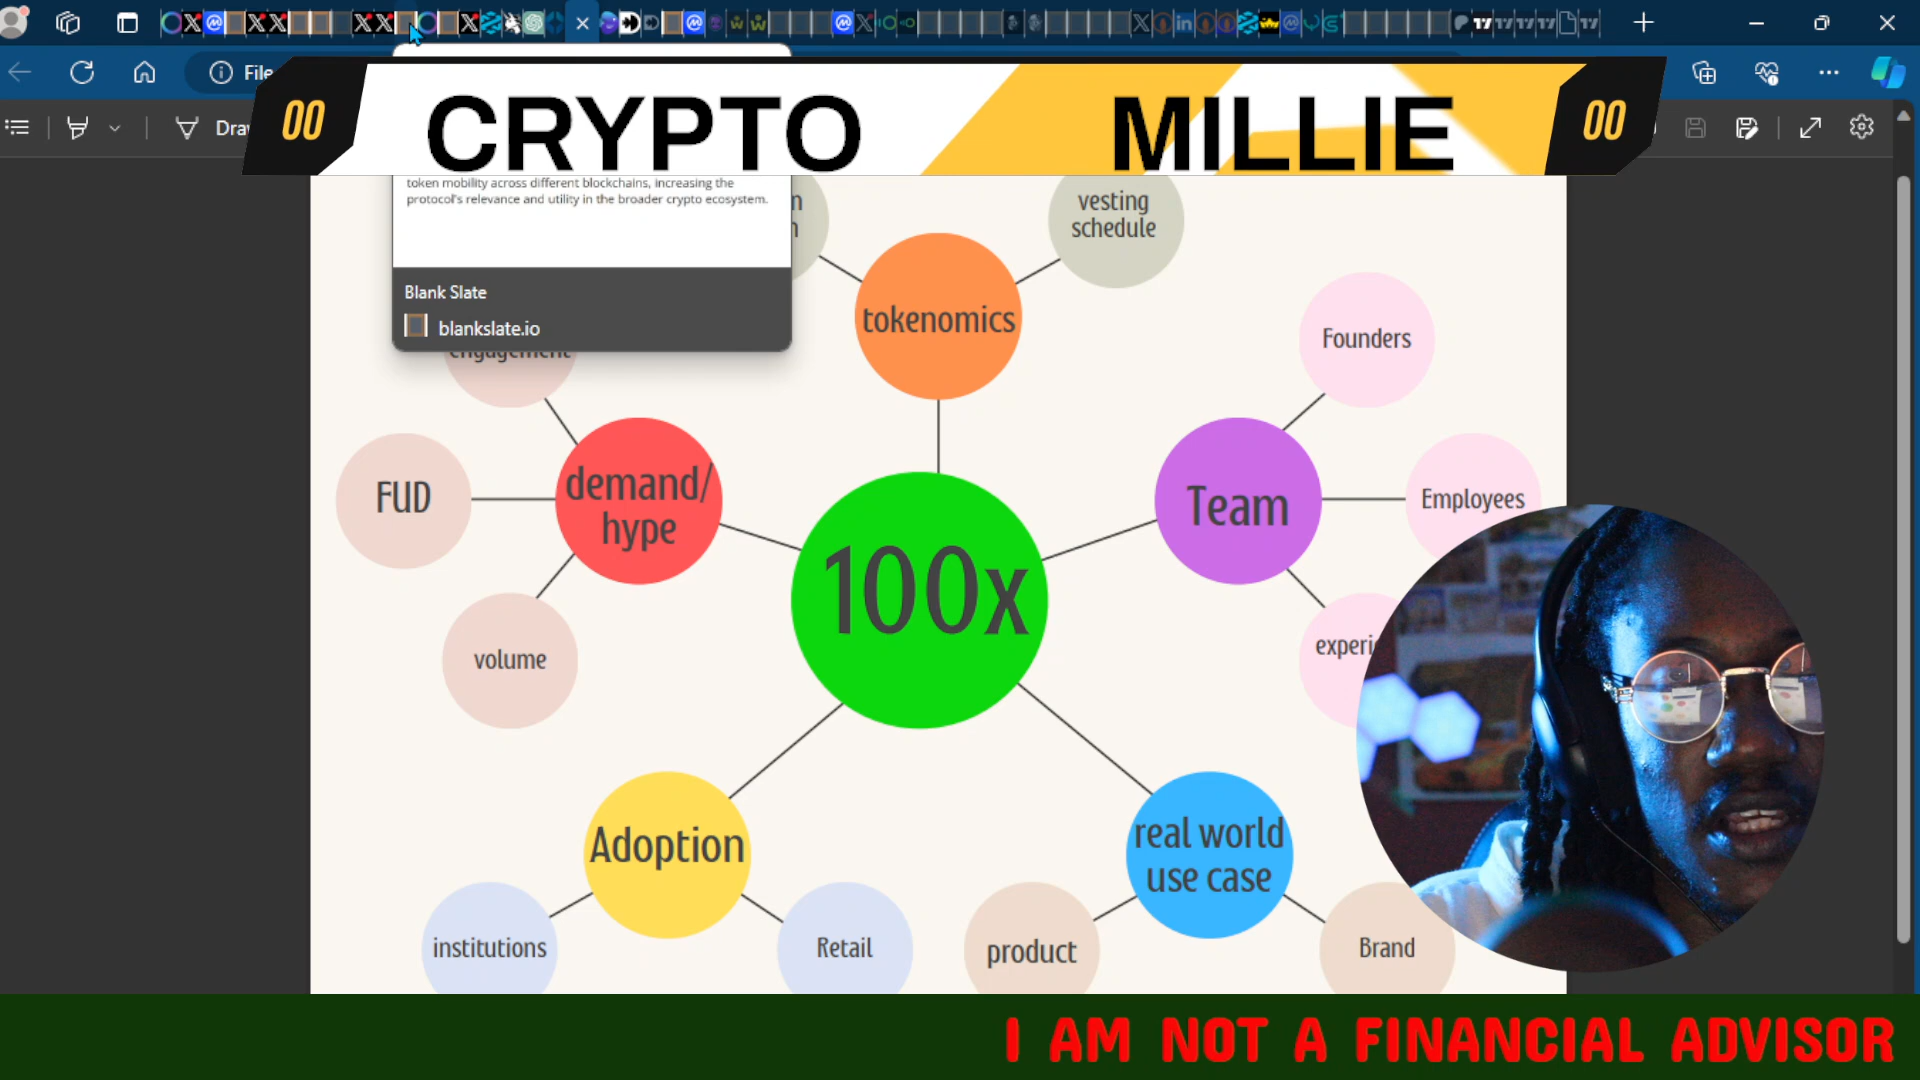 File
00
CRYPTO
MILLIE
00
token mobility across different blockchains, increasing the
protocol's relevance and utility in the broader crypto ecosystem.
Blank Slate
blankslate.io
vesting
schedule
tokenomics
Founders
engagement
FUD
demand/
hype
Team
Employees
100x
volume
Adoption
real world
use case
institutions
Retail
product
Brand
I AM NOT A FINANCIAL ADVISOR